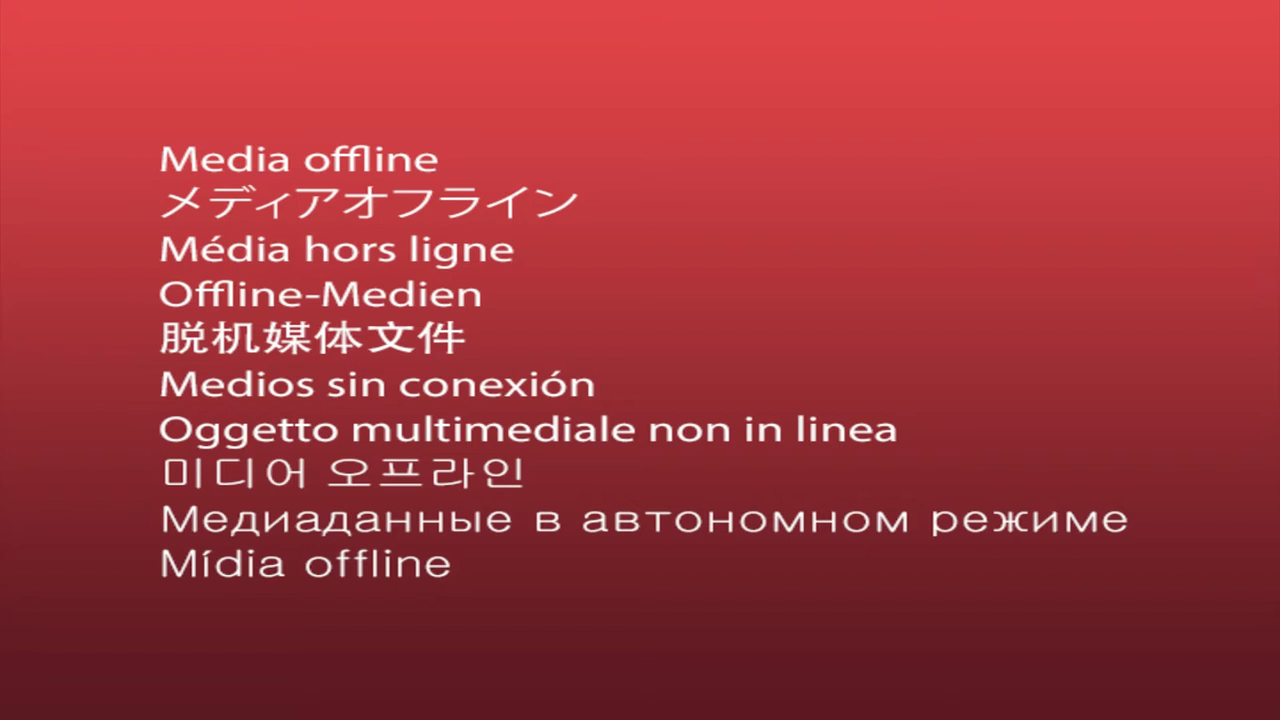 Media offline
メディアオフライン
Média hors ligne
Offline-Medien
脱机媒体文件
Medios sin conexión
Oggetto multimediale non in linea
미디어 오프라인
Медиаданные в автономном режиме
Mídia offline